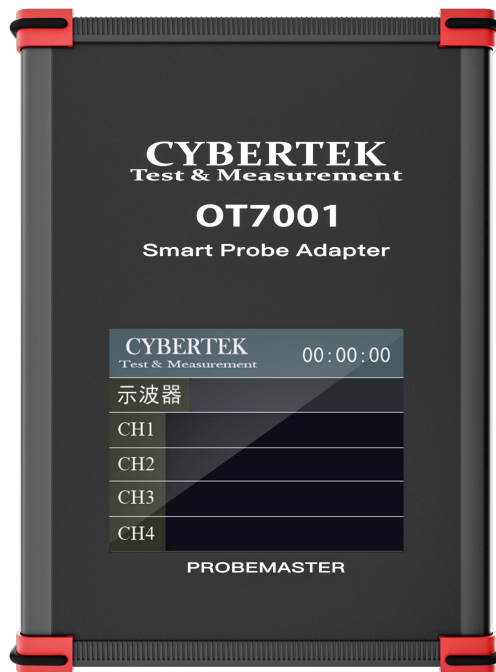 CYBERTEK
Test & Measurement
OT7001
Smart Probe Adapter
CYBERTEK
Test & Measurement
00:00:00
示波器
CH1
CH2
CH3
CH4
PROBEMASTER